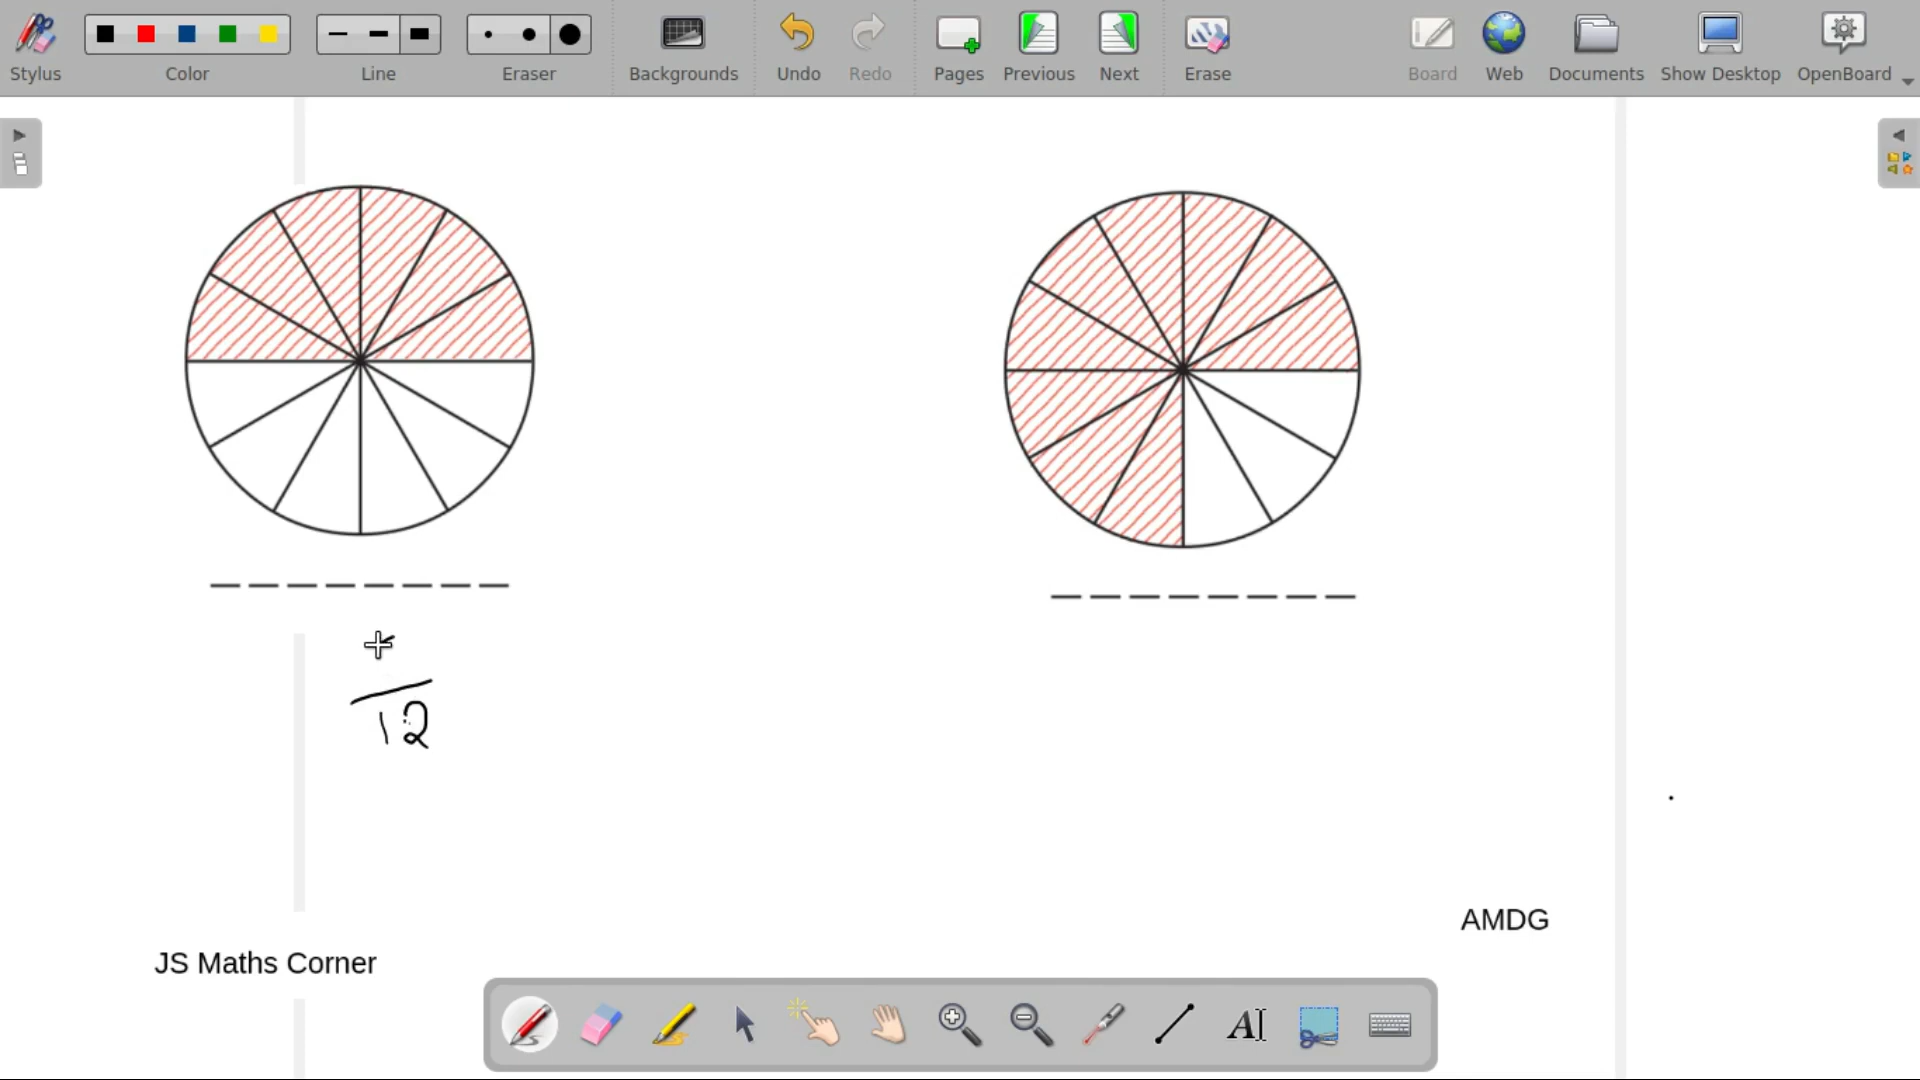 Stylus Color Line Eraser Backgrounds Undo Redo Pages Previous Next Erase Board Web Documents Show Desktop OpenBoard
12
AMDG
JS Maths Corner
AI